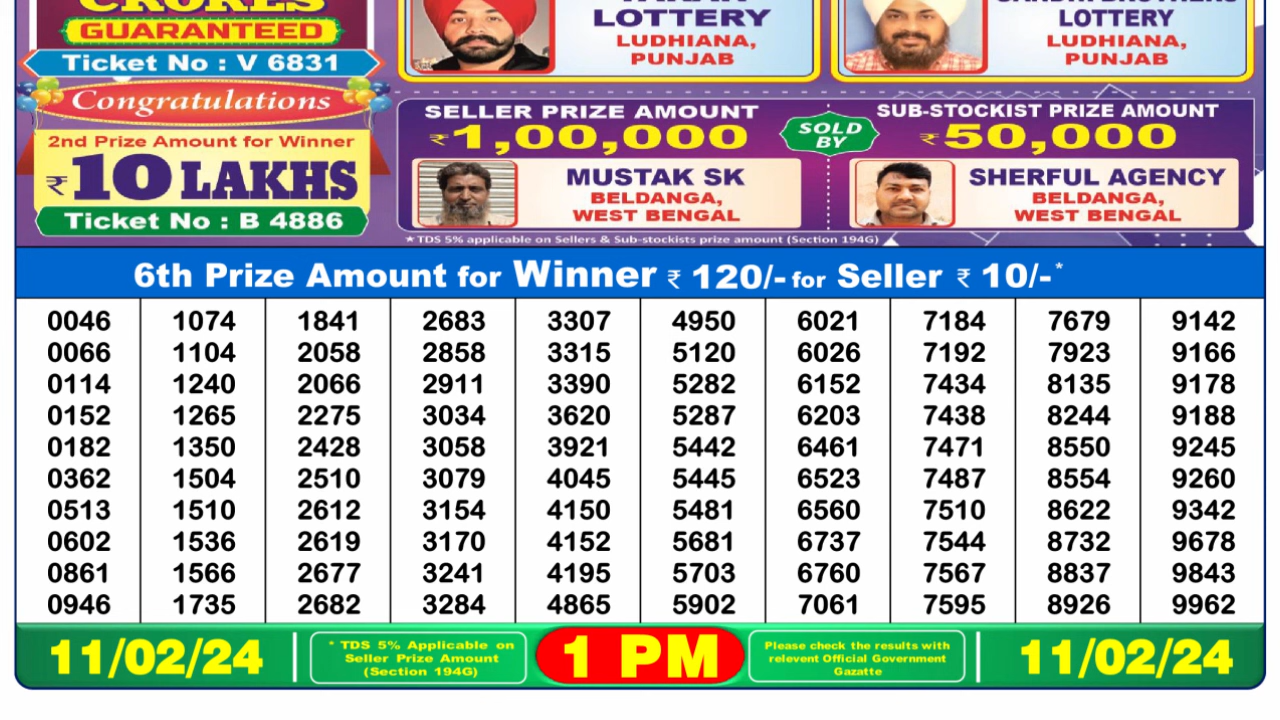 CRORES
GUARANTEED
Ticket No : V 6831
LOTTERY
LUDHIANA,
PUNJAB
LOTTERY
LUDHIANA,
PUNJAB
Congratulations
2nd Prize Amount for Winner
₹10 LAKHS
Ticket No : B 4886
SELLER PRIZE AMOUNT
₹1,00,000
SOLD
BY
SUB-STOCKIST PRIZE AMOUNT
₹50,000
MUSTAK SK
BELDANGA,
WEST BENGAL
SHERFUL AGENCY
BELDANGA,
WEST BENGAL
★TDS 5% applicable on Sellers & Sub-stockists prize amount (Section 194G)
6th Prize Amount for Winner ₹ 120/- for Seller ₹ 10/-*
0046 1074 1841 2683 3307 4950 6021 7184 7679 9142
0066 1104 2058 2858 3315 5120 6026 7192 7923 9166
0114 1240 2066 2911 3390 5282 6152 7434 8135 9178
0152 1265 2275 3034 3620 5287 6203 7438 8244 9188
0182 1350 2428 3058 3921 5442 6461 7471 8550 9245
0362 1504 2510 3079 4045 5445 6523 7487 8554 9260
0513 1510 2612 3154 4150 5481 6560 7510 8622 9342
0602 1536 2619 3170 4152 5681 6737 7544 8732 9678
0861 1566 2677 3241 4195 5703 6760 7567 8837 9843
0946 1735 2682 3284 4865 5902 7061 7595 8926 9962
11/02/24
* TDS 5% Applicable on
Seller Prize Amount
(Section 194G)
1 PM
Please check the results with
relevent Official Government
Gazatte
11/02/24